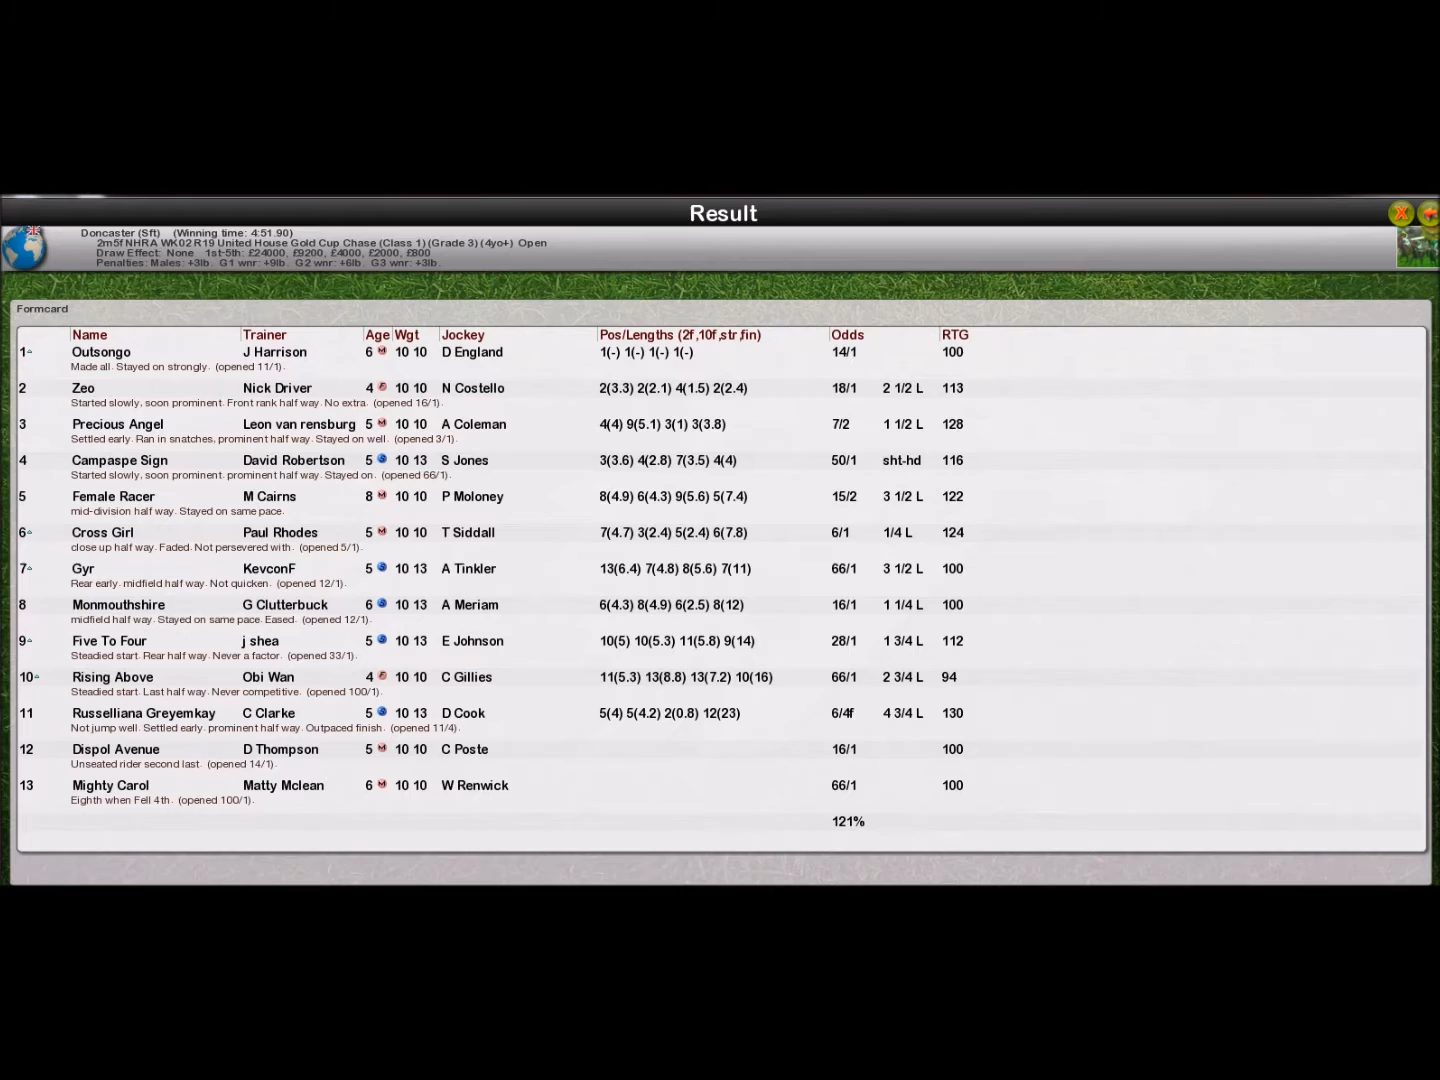 Result
Doncaster (Sft) (Winning time: 4:51.90)
2m5f NHRA WK02 R19 United House Gold Cup Chase (Class 1) (Grade 3) (4yo+) Open
Draw Effect: None 1st-5th: £24000, £9200, £4000, £2000, £800
Penalties: Males: +3lb. G1 wnr: +9lb. G2 wnr: +6lb. G3 wnr: +3lb.
Formcard
Name Trainer Age Wgt Jockey Pos/Lengths (2f,10f,str,fin) Odds RTG
1 Outsongo J Harrison 6 M 10 10 D England 1(-) 1(-) 1(-) 1(-) 14/1 100
Made all. Stayed on strongly. (opened 11/1).
2 Zeo Nick Driver 4 F 10 10 N Costello 2(3.3) 2(2.1) 4(1.5) 2(2.4) 18/1 2 1/2 L 113
Started slowly, soon prominent. Front rank half way. No extra. (opened 16/1).
3 Precious Angel Leon van rensburg 5 M 10 10 A Coleman 4(4) 9(5.1) 3(1) 3(3.8) 7/2 1 1/2 L 128
Settled early. Ran in snatches, prominent half way. Stayed on well. (opened 3/1).
4 Campaspe Sign David Robertson 5 10 13 S Jones 3(3.6) 4(2.8) 7(3.5) 4(4) 50/1 sht-hd 116
Started slowly, soon prominent. prominent half way. Stayed on. (opened 66/1).
5 Female Racer M Cairns 8 M 10 10 P Moloney 8(4.9) 6(4.3) 9(5.6) 5(7.4) 15/2 3 1/2 L 122
mid-division half way. Stayed on same pace.
6 Cross Girl Paul Rhodes 5 M 10 10 T Siddall 7(4.7) 3(2.4) 5(2.4) 6(7.8) 6/1 1/4 L 124
close up half way. Faded. Not persevered with. (opened 5/1).
7 Gyr KevconF 5 10 13 A Tinkler 13(6.4) 7(4.8) 8(5.6) 7(11) 66/1 3 1/2 L 100
Rear early. midfield half way. Not quicken. (opened 12/1).
8 Monmouthshire G Clutterbuck 6 10 13 A Meriam 6(4.3) 8(4.9) 6(2.5) 8(12) 16/1 1 1/4 L 100
midfield half way. Stayed on same pace. Eased. (opened 12/1).
9 Five To Four j shea 5 10 13 E Johnson 10(5) 10(5.3) 11(5.8) 9(14) 28/1 1 3/4 L 112
Steadied start. Rear half way. Never a factor. (opened 33/1).
10 Rising Above Obi Wan 4 F 10 10 C Gillies 11(5.3) 13(8.8) 13(7.2) 10(16) 66/1 2 3/4 L 94
Steadied start. Last half way. Never competitive. (opened 100/1).
11 Russelliana Greyemkay C Clarke 5 10 13 D Cook 5(4) 5(4.2) 2(0.8) 12(23) 6/4f 4 3/4 L 130
Not jump well. Settled early. prominent half way. Outpaced finish. (opened 11/4).
12 Dispol Avenue D Thompson 5 M 10 10 C Poste 16/1 100
Unseated rider second last. (opened 14/1).
13 Mighty Carol Matty Mclean 6 M 10 10 W Renwick 66/1 100
Eighth when Fell 4th. (opened 100/1).
121%